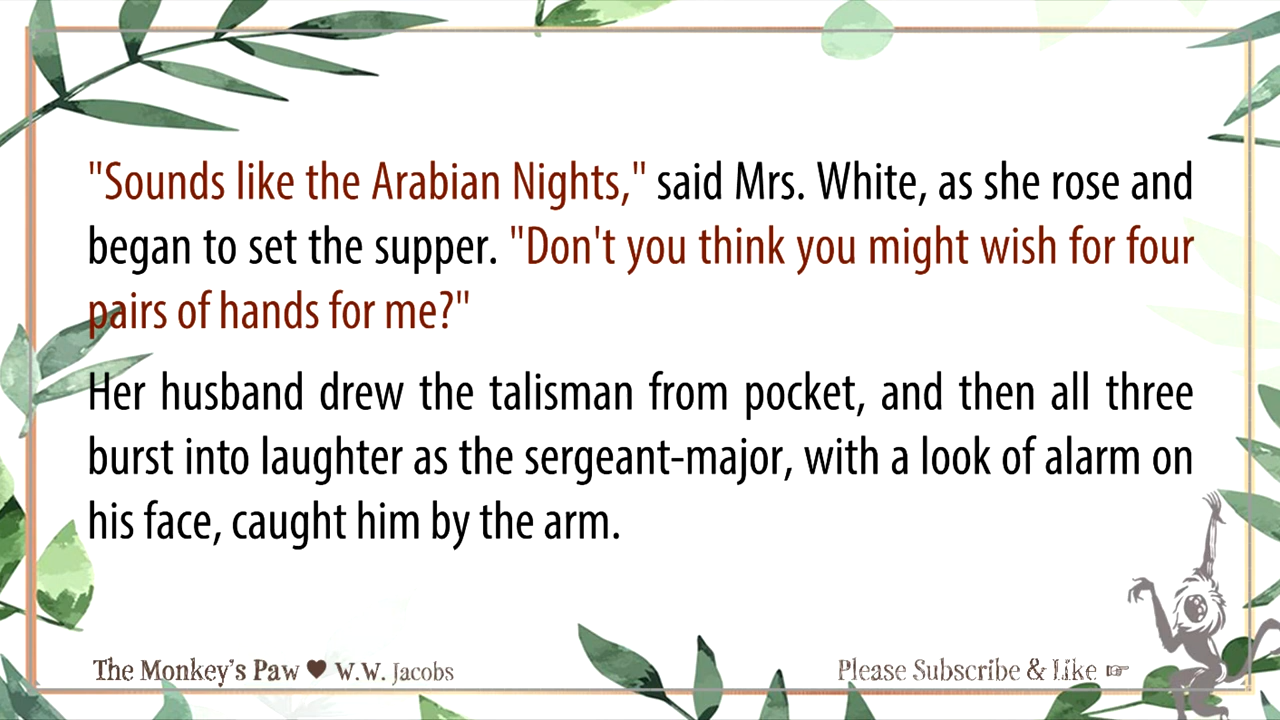 "Sounds like the Arabian Nights," said Mrs. White, as she rose and
began to set the supper. "Don't you think you might wish for four
pairs of hands for me?"
Her husband drew the talisman from pocket, and then all three
burst into laughter as the sergeant-major, with a look of alarm on
his face, caught him by the arm.
The Monkey's Paw ♥ W.W. Jacobs
Please Subscribe & Like ☞